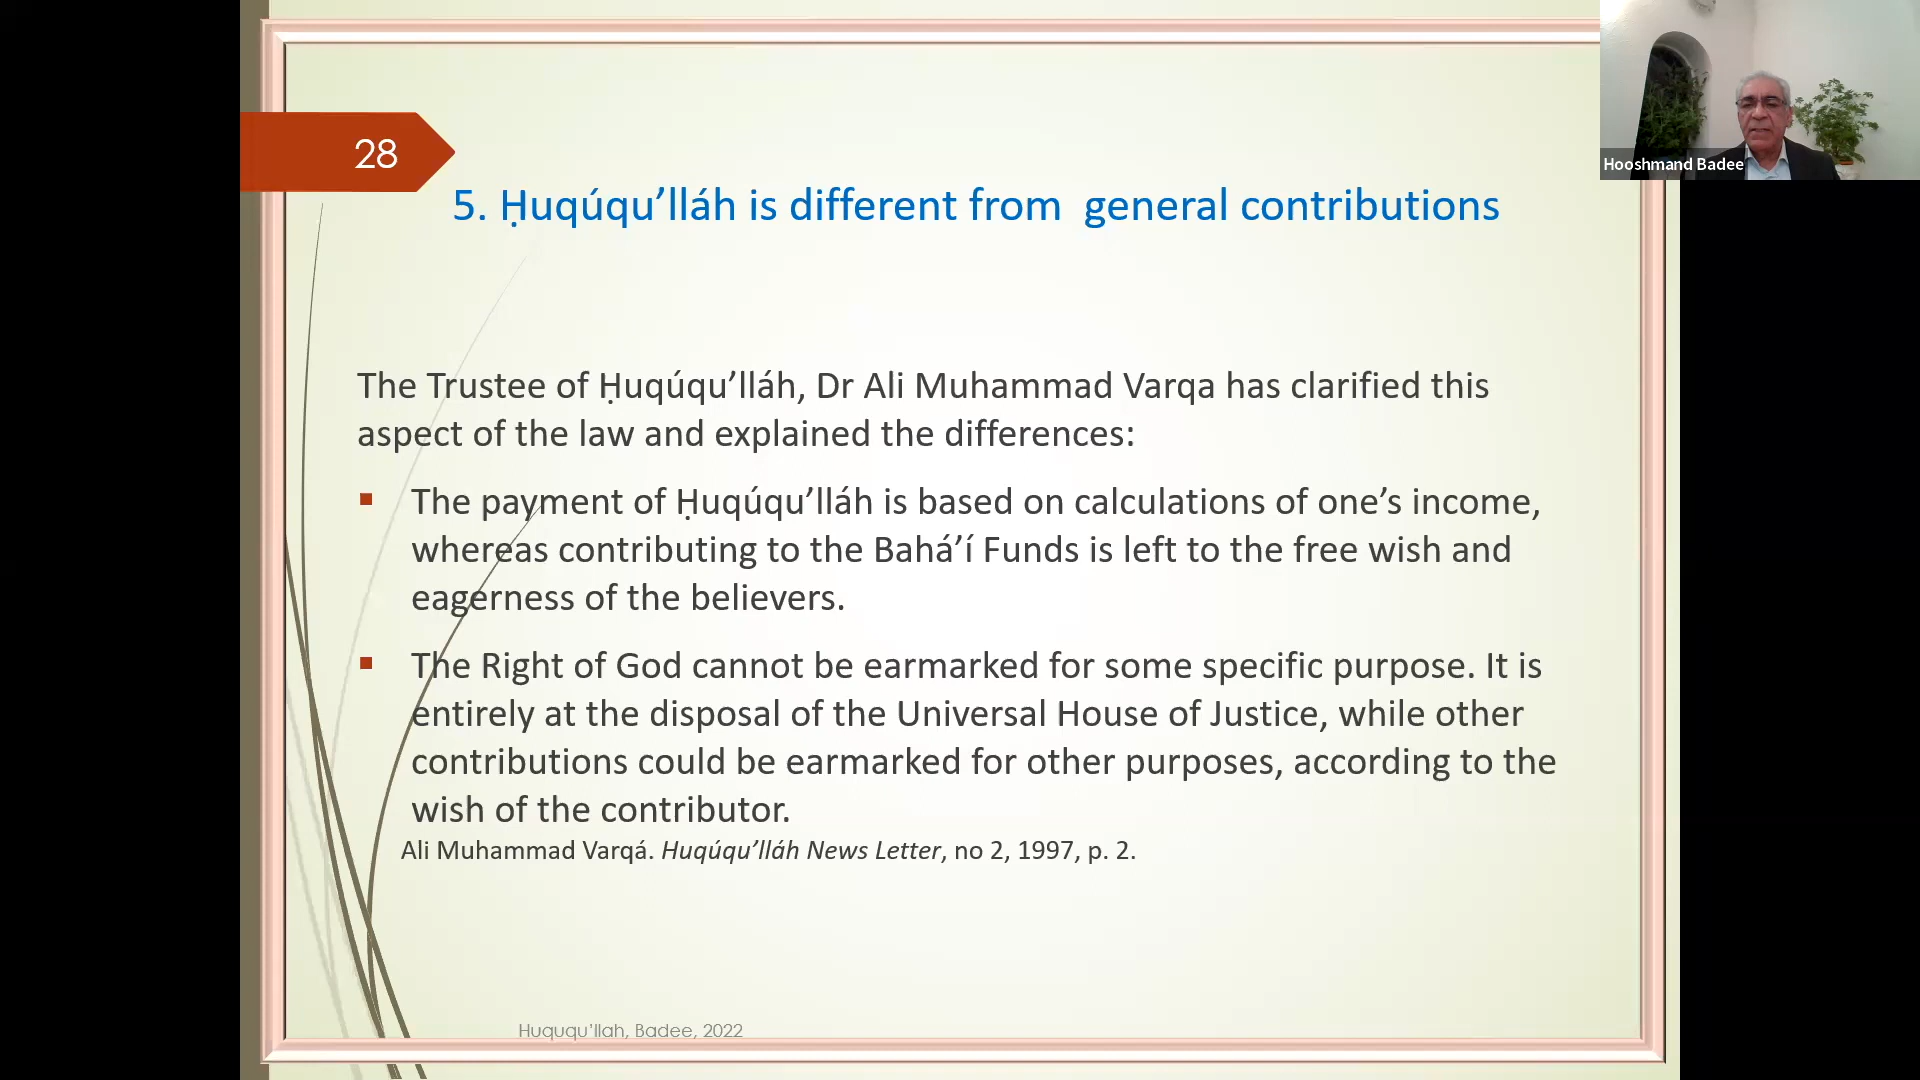 Hooshmand Badee
28
5. Ḥuqúqu’lláh is different from  general contributions
The Trustee of Ḥuqúqu’lláh, Dr Ali Muhammad Varqa has clarified this
aspect of the law and explained the differences:
The payment of Ḥuqúqu’lláh is based on calculations of one’s income,
whereas contributing to the Bahá’í Funds is left to the free wish and
eagerness of the believers.
The Right of God cannot be earmarked for some specific purpose. It is
entirely at the disposal of the Universal House of Justice, while other
contributions could be earmarked for other purposes, according to the
wish of the contributor.
Ali Muhammad Varqá. Huqúqu’lláh News Letter, no 2, 1997, p. 2.
Huququ’llah, Badee, 2022